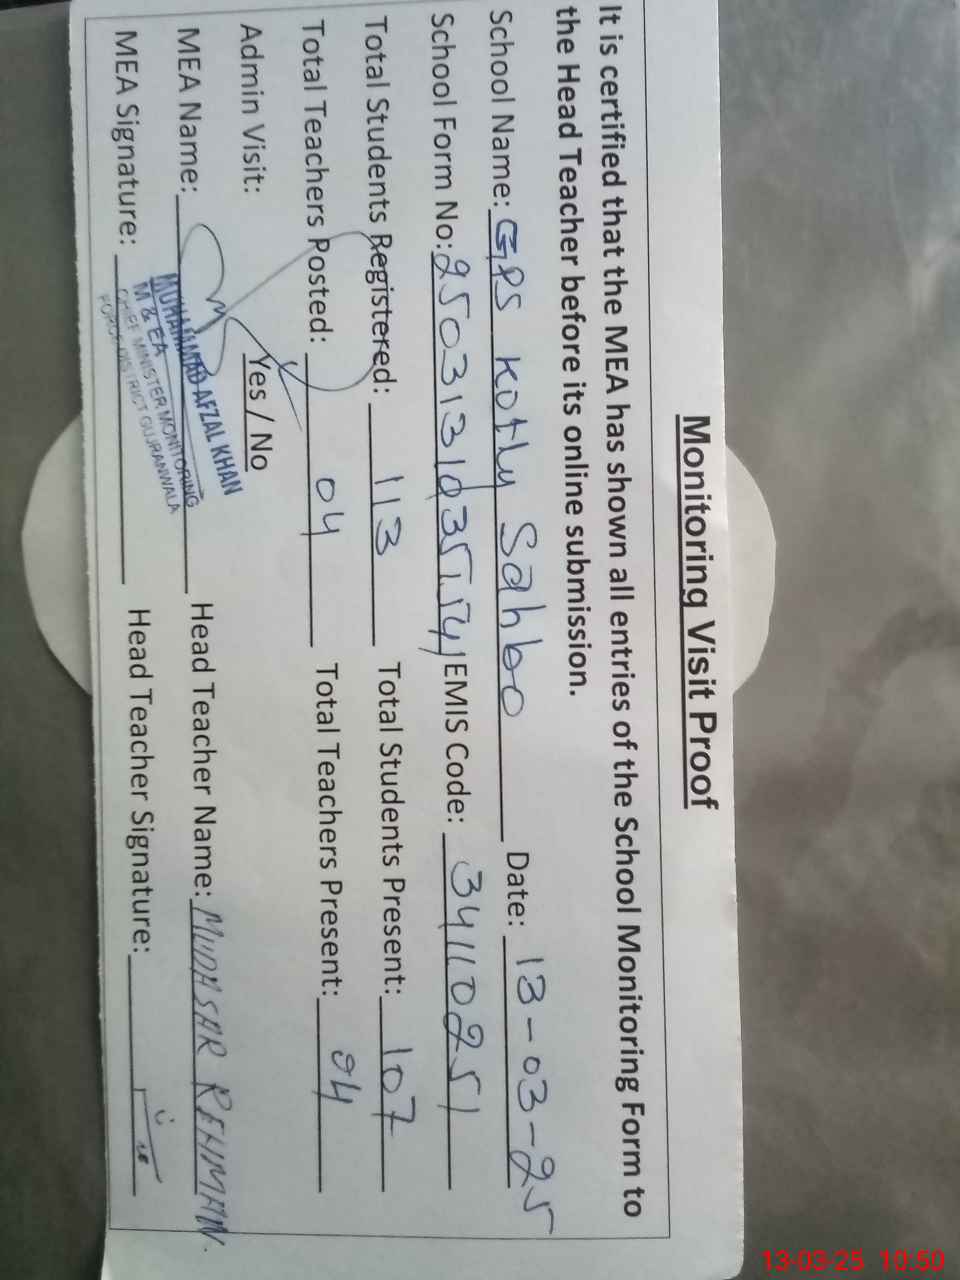 Monitoring Visit Proof
It is certified that the MEA has shown all entries of the School Monitoring Form to
the Head Teacher before its online submission.
School Name: GPS Kotly Sahbo Date: 13-03-25
School Form No: EMIS Code: 34110251
Total Students Registered: 113 Total Students Present: 107
Total Teachers Posted: 04 Total Teachers Present: 04
Admin Visit: Yes / No
MEA Name: Head Teacher Name: MUDASAR REHMAN.
MEA Signature: Head Teacher Signature:
MUHAMMAD AFZAL KHAN
M & EA
CHIEF MINISTER MONITORING
FORCE DISTRICT GUJRANWALA
13-03-25 10:50